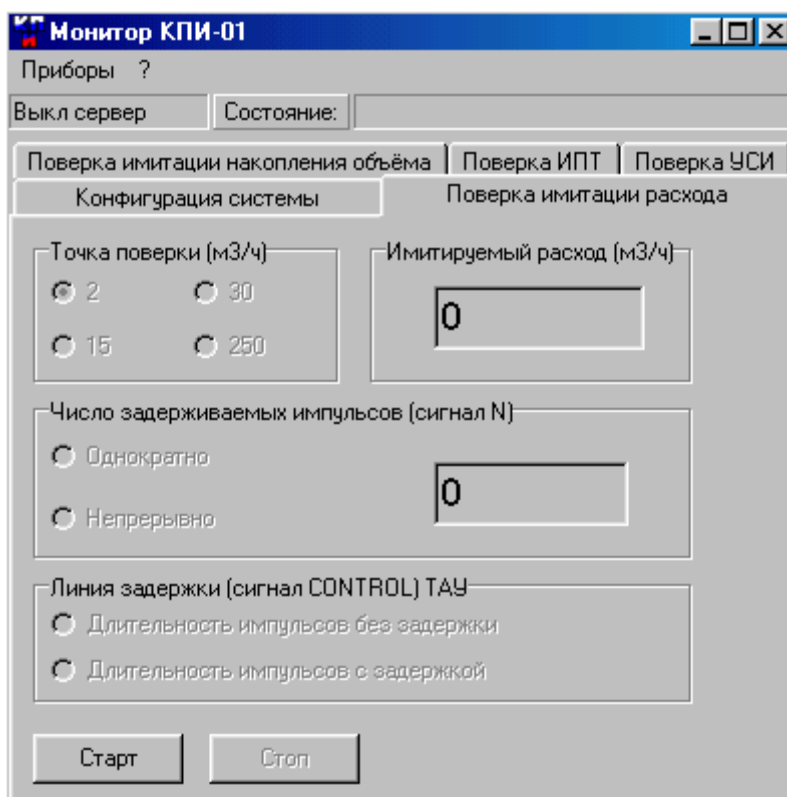 Монитор КПИ-01
Приборы ?
Выкл сервер Состояние:
Поверка имитации накопления объёма Поверка ИПТ Поверка УСИ
Конфигурация системы Поверка имитации расхода
Точка поверки (м3/ч) Имитируемый расход (м3/ч)
2 30
0
15 250
Число задерживаемых импульсов (сигнал N)
Однократно
0
Непрерывно
Линия задержки (сигнал CONTROL) ТАУ
Длительность импульсов без задержки
Длительность импульсов с задержкой
Старт Стоп